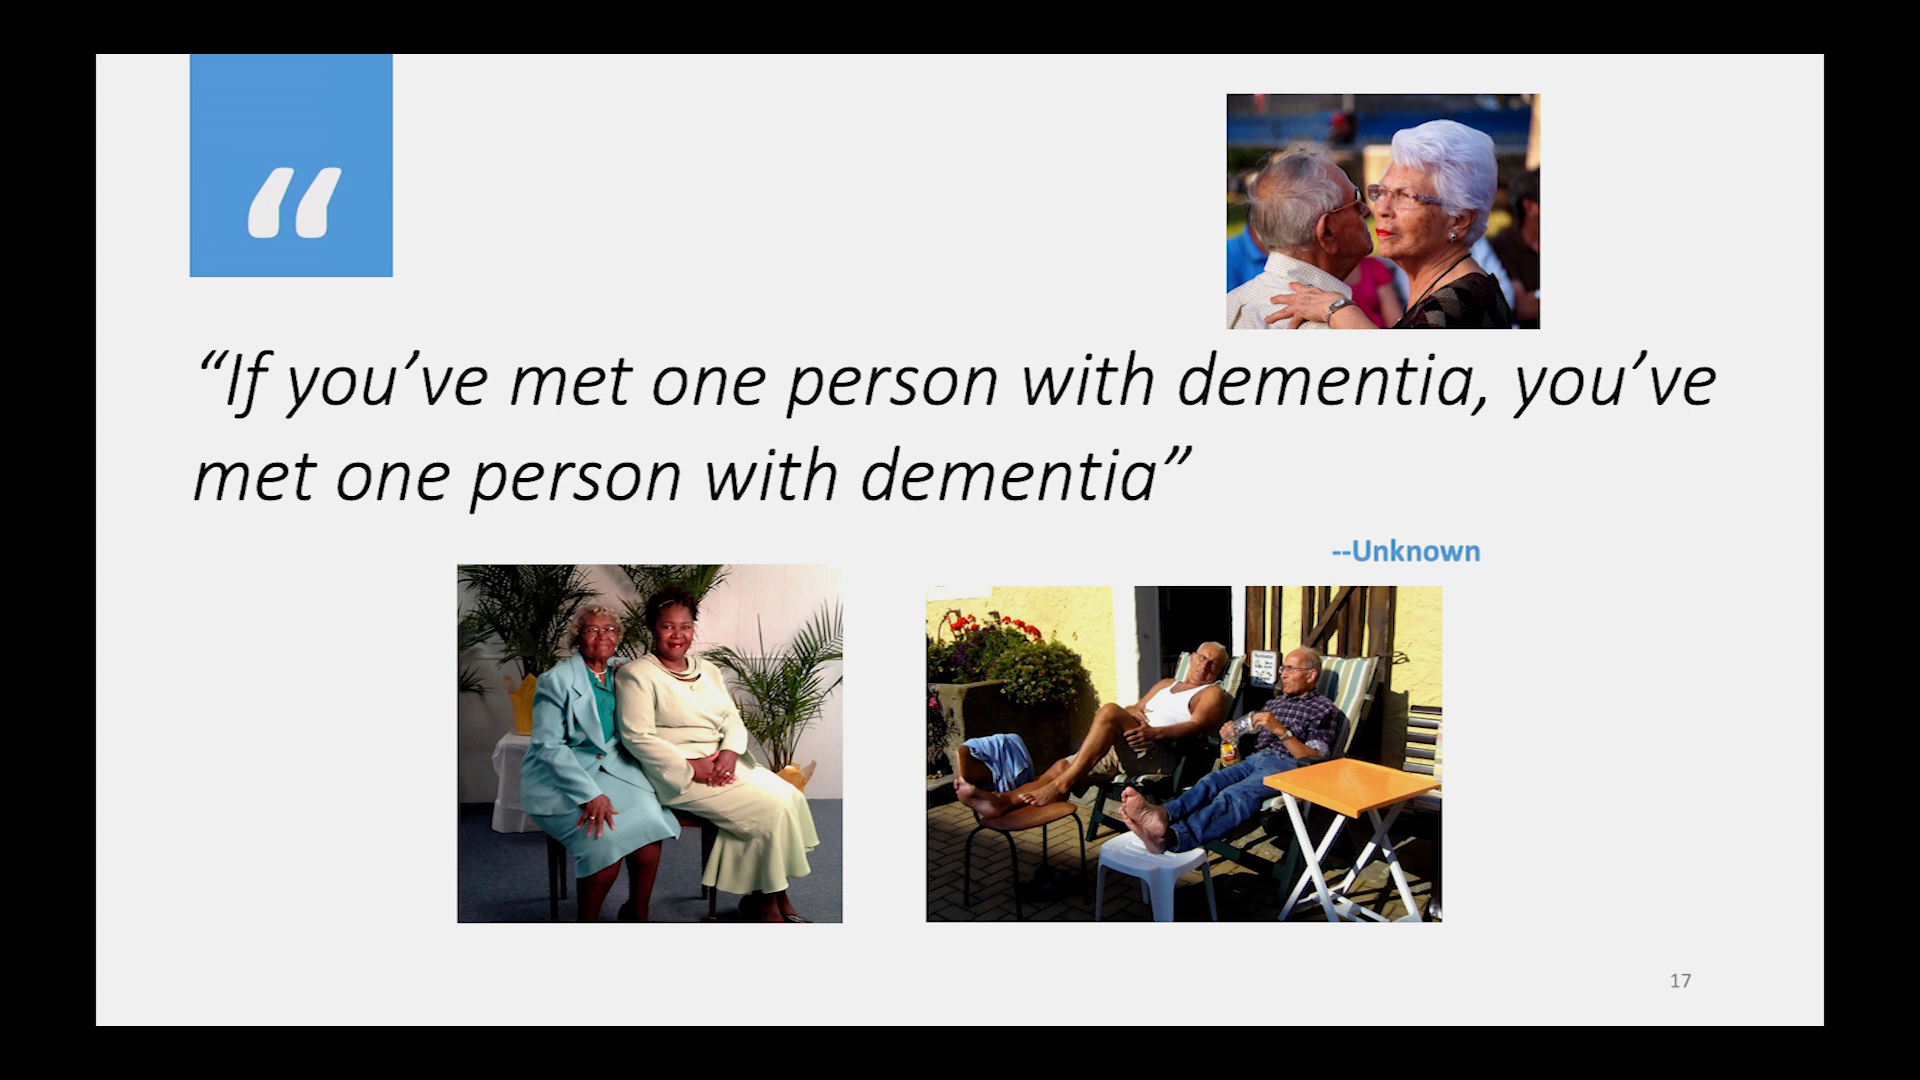 “
“If you’ve met one person with dementia, you’ve
met one person with dementia”
--Unknown
17